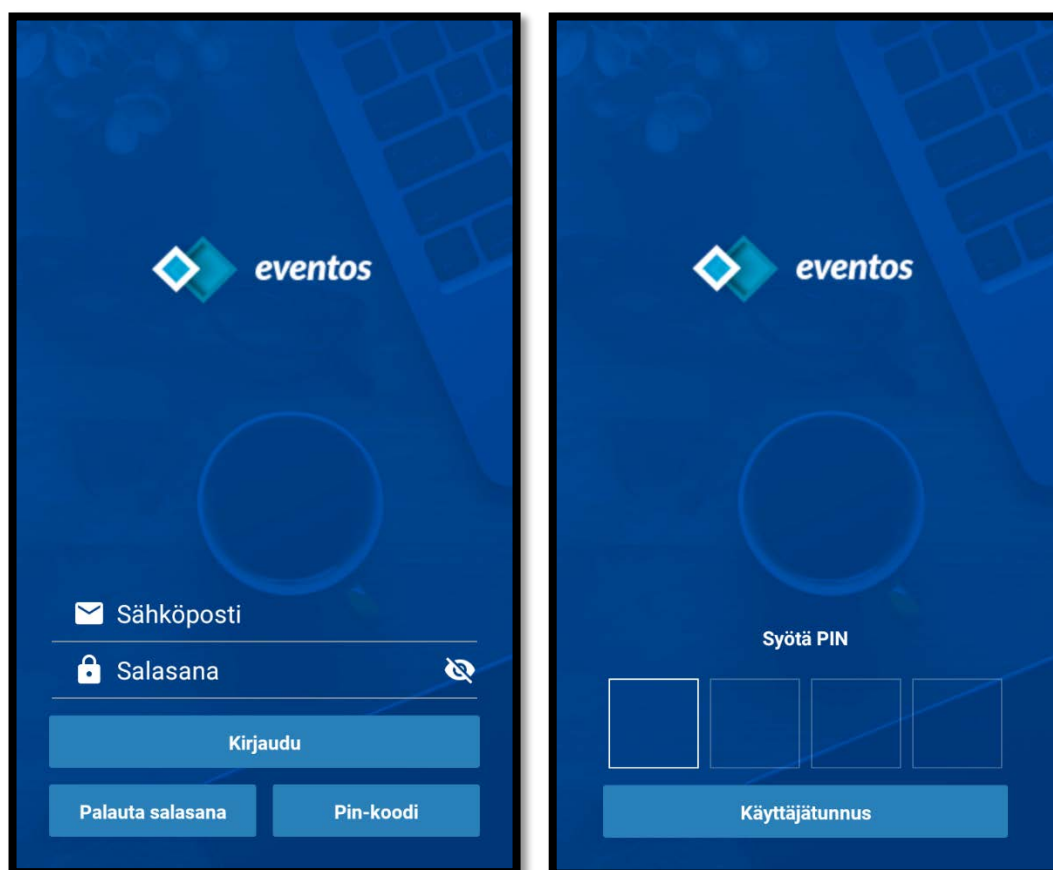 eventos
Sähköposti
Salasana
Kirjaudu
Palauta salasana
Pin-koodi
eventos
Syötä PIN
Käyttäjätunnus